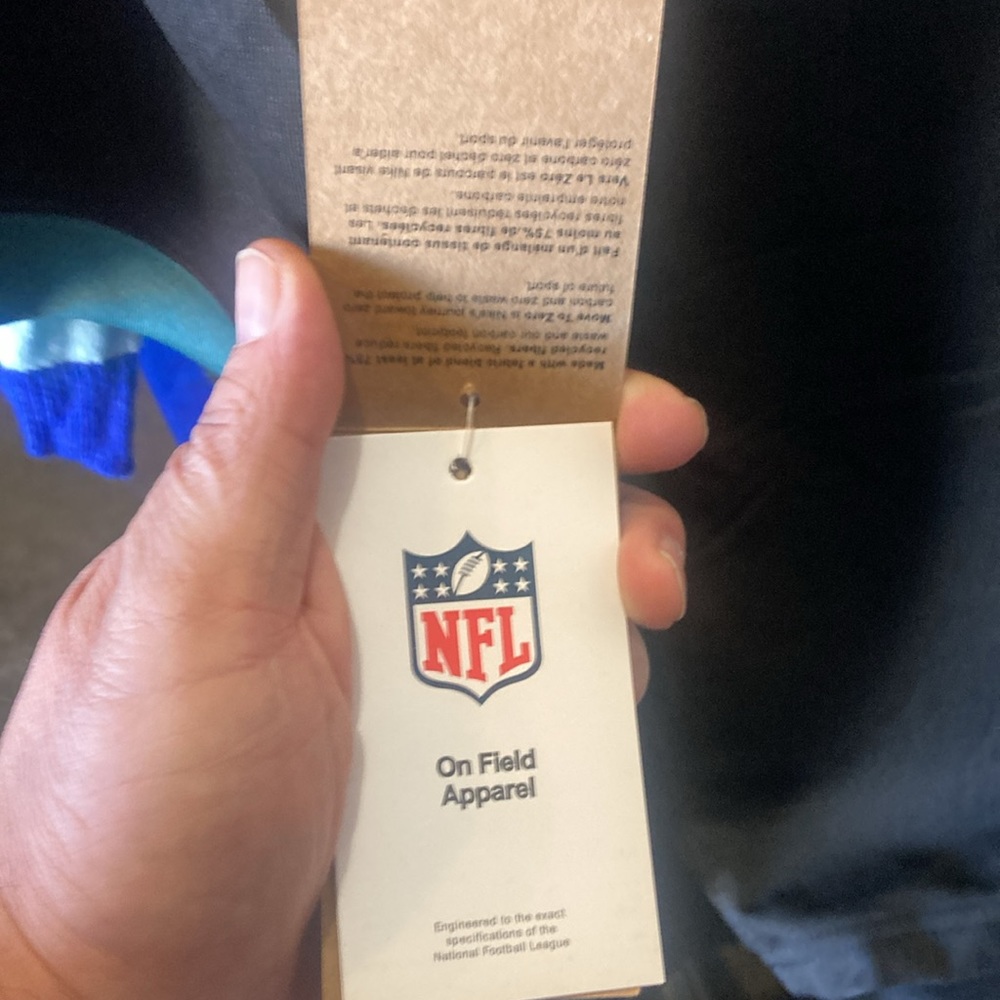 Made with a fabric blend of at least 75%
recycled fibers. Recycled fibers reduce
waste and our carbon footprint
Move To Zero is Nike's journey toward zero
carbon and zero waste to help protect the
future of sport.
Fait d'un mélange de tissus contenant
au moins 75% de fibres recyclées. Les
fibres recyclées réduisent les déchets et
notre empreinte carbone.
Vers Le Zéro est le parcours de Nike visant
zéro carbone et zéro déchet pour aider à
protéger l'avenir du sport.
NFL
On Field
Apparel
Engineered to the exact
specifications of the
National Football League